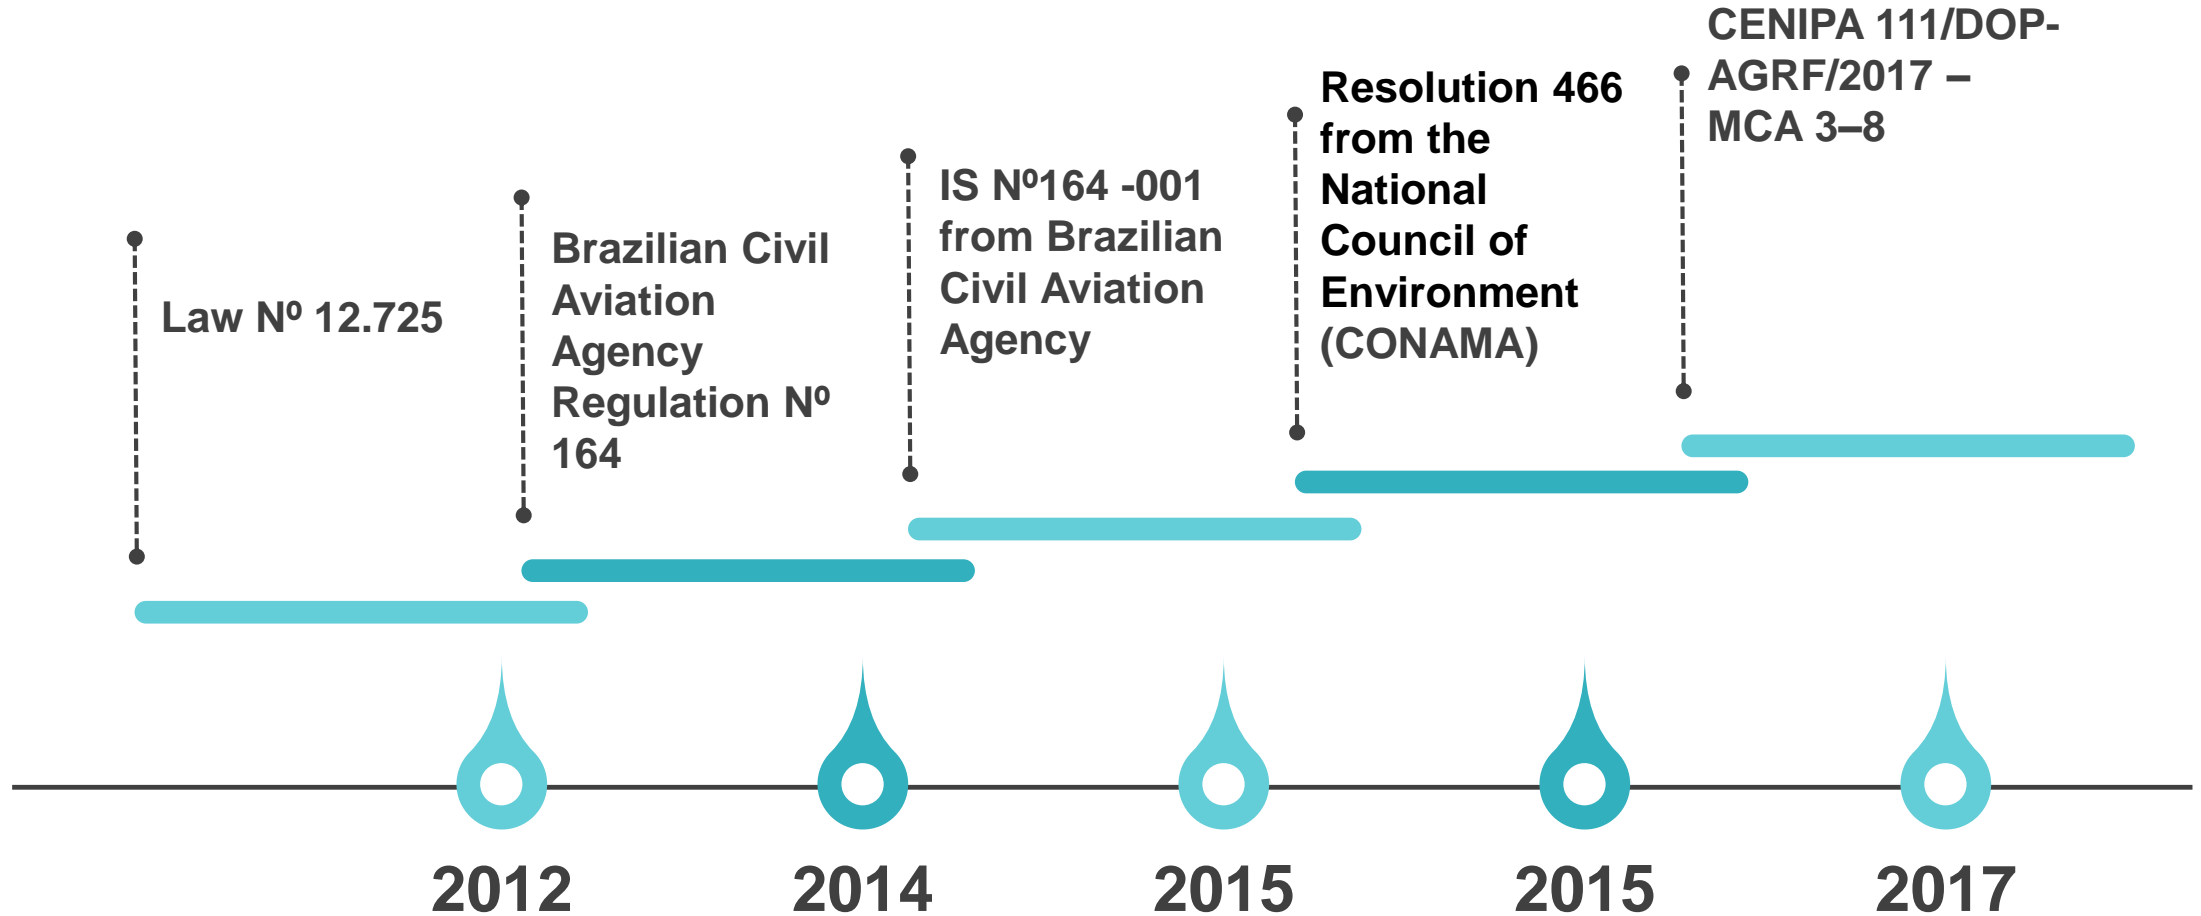 Law Nº 12.725
Brazilian Civil
Aviation
Agency
Regulation Nº
164
IS Nº164 -001
from Brazilian
Civil Aviation
Agency
Resolution 466
from the
National
Council of
Environment
(CONAMA)
CENIPA 111/DOP-
AGRF/2017 –
MCA 3–8
2012
2014
2015
2015
2017